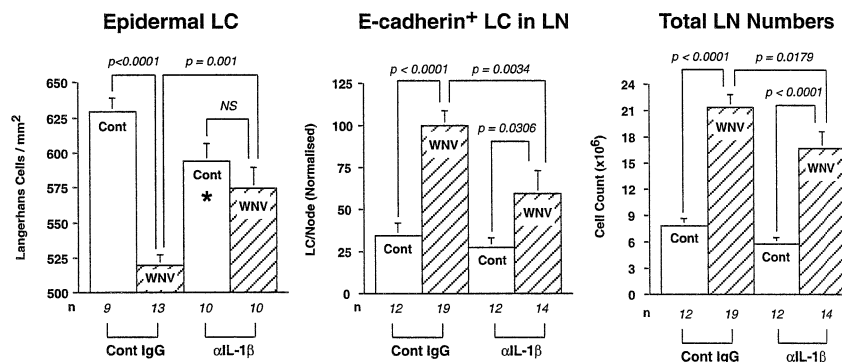 Epidermal LC
p<0.0001
p = 0.001
NS
Langerhans Cells / mm²
650
625
600
575
550
525
500
Cont
WNV
Cont
*
WNV
n
9
13
10
10
Cont IgG
αIL-1β
E-cadherin⁺ LC in LN
p < 0.0001
p = 0.0034
p = 0.0306
LC/Node (Normalised)
125
100
75
50
25
0
Cont
WNV
Cont
WNV
n
12
19
12
14
Cont IgG
αIL-1β
Total LN Numbers
p < 0.0001
p = 0.0179
p < 0.0001
Cell Count (x10⁶)
24
21
18
15
12
9
6
3
0
Cont
WNV
Cont
WNV
n
12
19
12
14
Cont IgG
αIL-1β